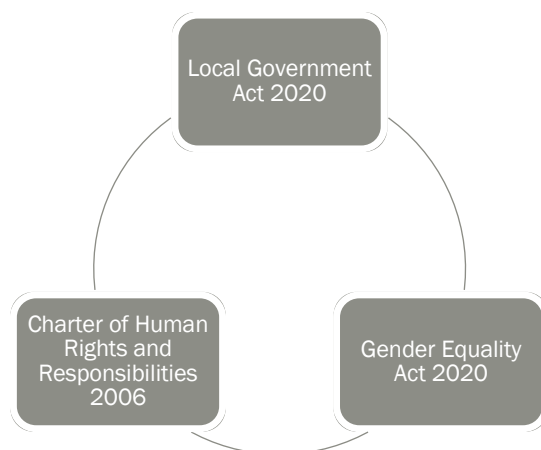 Local Government
Act 2020
Charter of Human
Rights and
Responsibilities
2006
Gender Equality
Act 2020